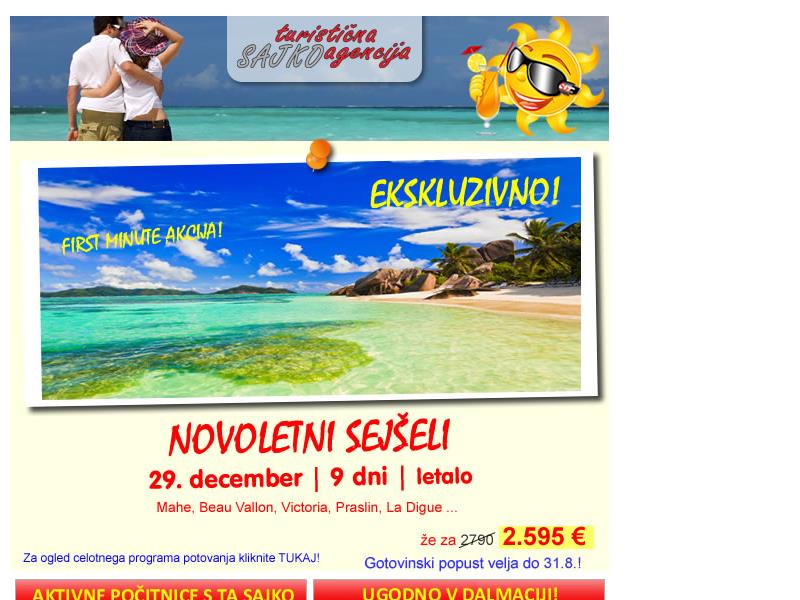 turistična
SAJKO agencija
EKSKLUZIVNO!
FIRST MINUTE AKCIJA!
NOVOLETNI SEJŠELI
29. december | 9 dni | letalo
Mahe, Beau Vallon, Victoria, Praslin, La Digue ...
že za 2790 2.595 €
Za ogled celotnega programa potovanja kliknite TUKAJ!
Gotovinski popust velja do 31.8.!
AKTIVNE POČITNICE S TA SAJKO
UGODNO V DALMACIJI!